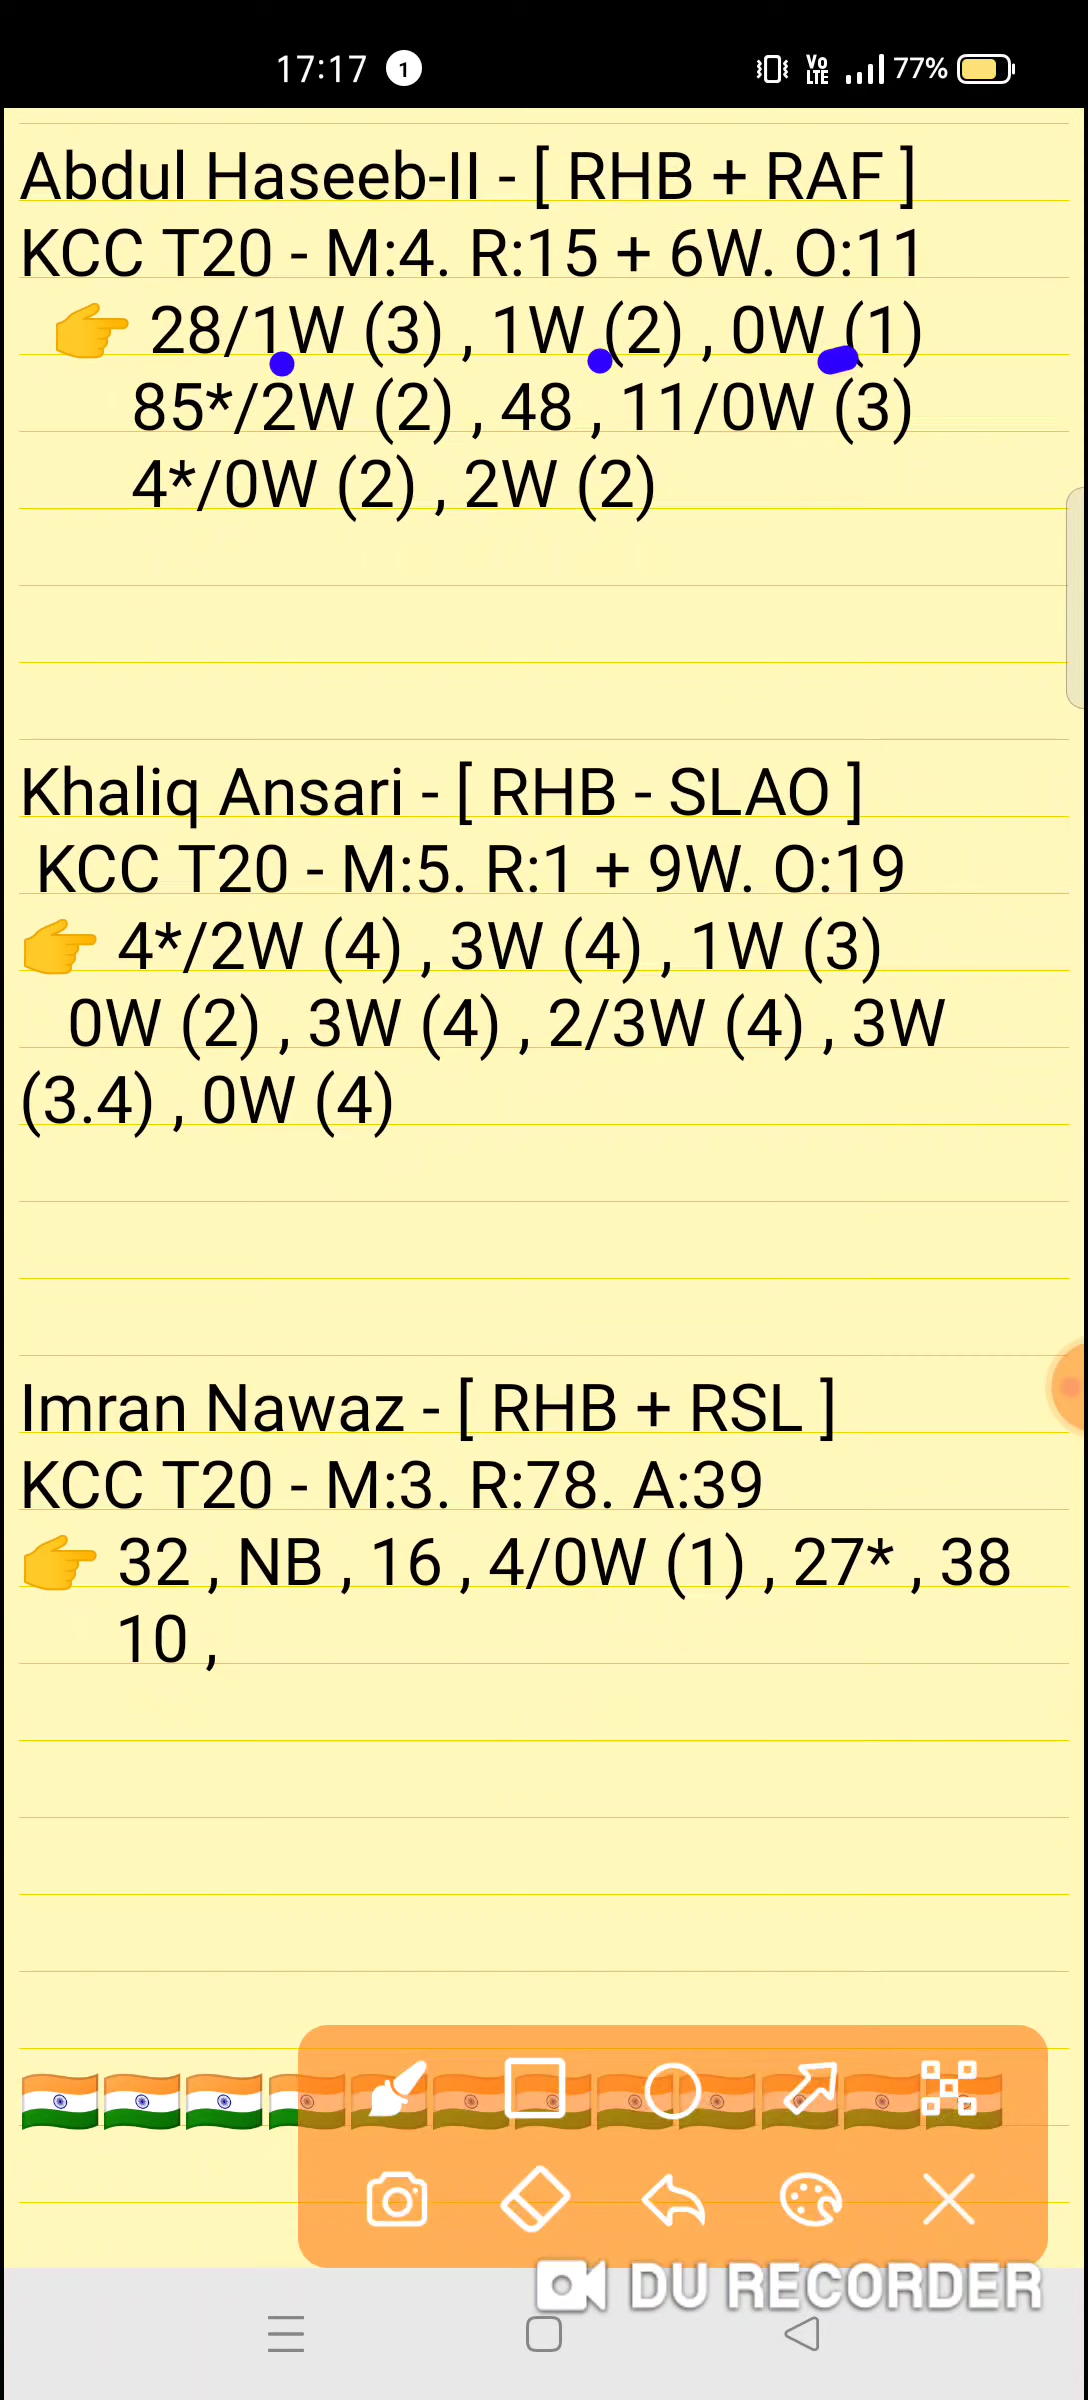 17:17 1 Vo LTE 77%
Abdul Haseeb-II - [ RHB + RAF ]
KCC T20 - M:4. R:15 + 6W. O:11
👉 28/1W (3) , 1W (2) , 0W (1)
85*/2W (2) , 48 , 11/0W (3)
4*/0W (2) , 2W (2)
Khaliq Ansari - [ RHB - SLAO ]
KCC T20 - M:5. R:1 + 9W. O:19
👉 4*/2W (4) , 3W (4) , 1W (3)
0W (2) , 3W (4) , 2/3W (4) , 3W
(3.4) , 0W (4)
Imran Nawaz - [ RHB + RSL ]
KCC T20 - M:3. R:78. A:39
👉 32 , NB , 16 , 4/0W (1) , 27* , 38
10 ,
DU RECORDER